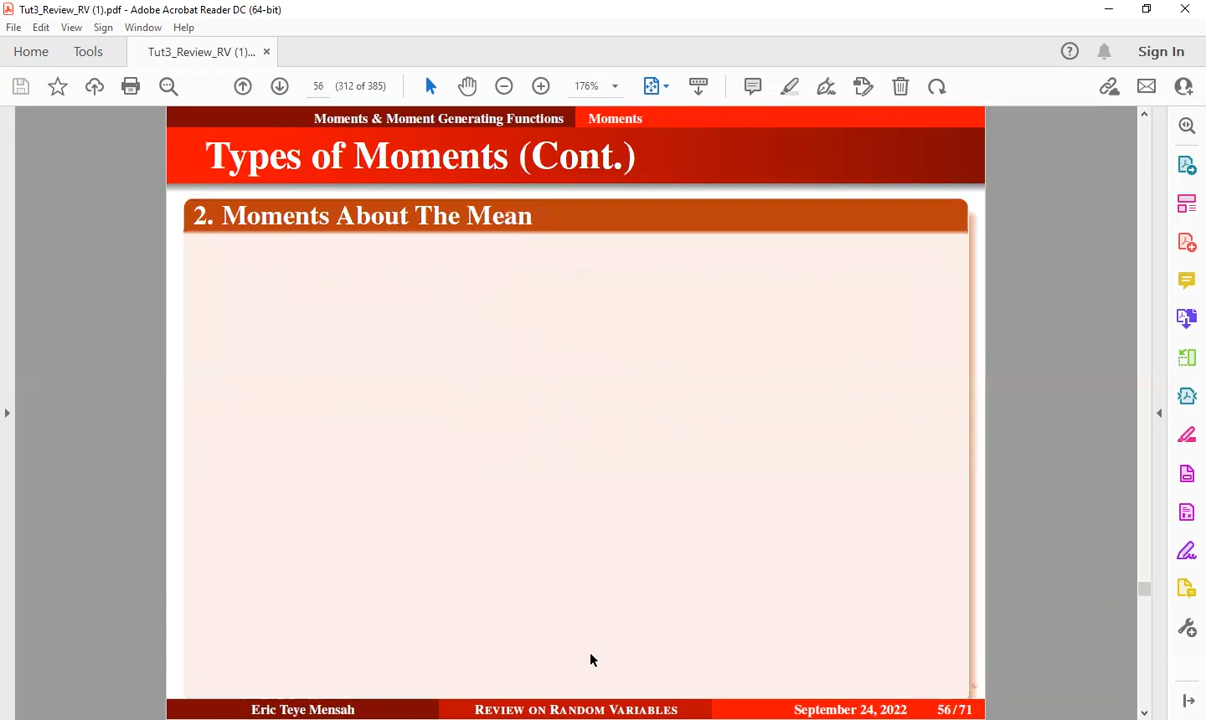 Tut3_Review_RV (1).pdf - Adobe Acrobat Reader DC (64-bit)
File Edit View Sign Window Help
Home Tools Tut3_Review_RV (1)... × Sign In
56 (312 of 385) 176%
Moments & Moment Generating Functions Moments
Types of Moments (Cont.)
2. Moments About The Mean
Eric Teye Mensah REVIEW ON RANDOM VARIABLES September 24, 2022 56/71